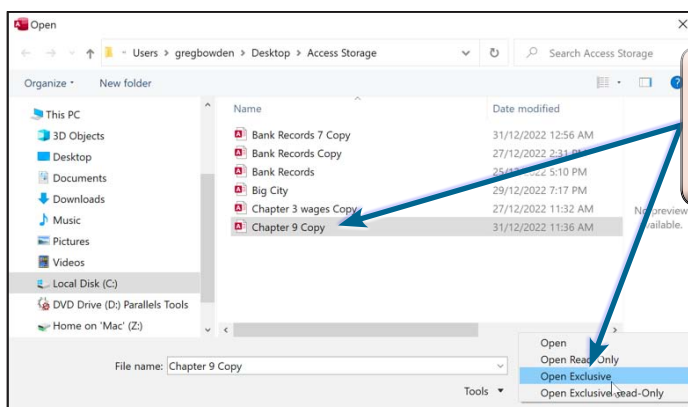 Open
Users > gregbowden > Desktop > Access Storage
Search Access Storage
Organize
New folder
This PC
3D Objects
Desktop
Documents
Downloads
Music
Pictures
Videos
Local Disk (C:)
DVD Drive (D:) Parallels Tools
Home on 'Mac' (Z:)
Name Date modified
Bank Records 7 Copy 31/12/2022 12:56 AM
Bank Records Copy 27/12/2022 2:31 PM
Bank Records 5:10 PM
Big City 29/12/2022 7:17 PM
Chapter 3 wages Copy 27/12/2022 11:32 AM
Chapter 9 Copy 31/12/2022 11:36 AM
No preview
available.
File name: Chapter 9 Copy
Tools
Open
Open Read-Only
Open Exclusive
Open Exclusive Read-Only